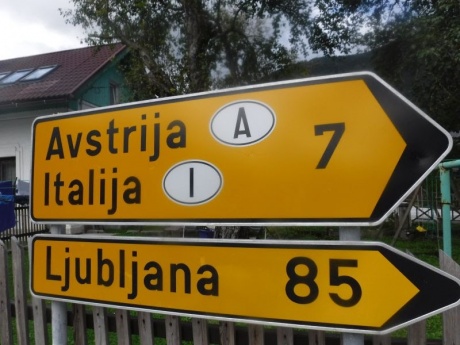 Avstrija A 7
Italija I
Ljubljana 85